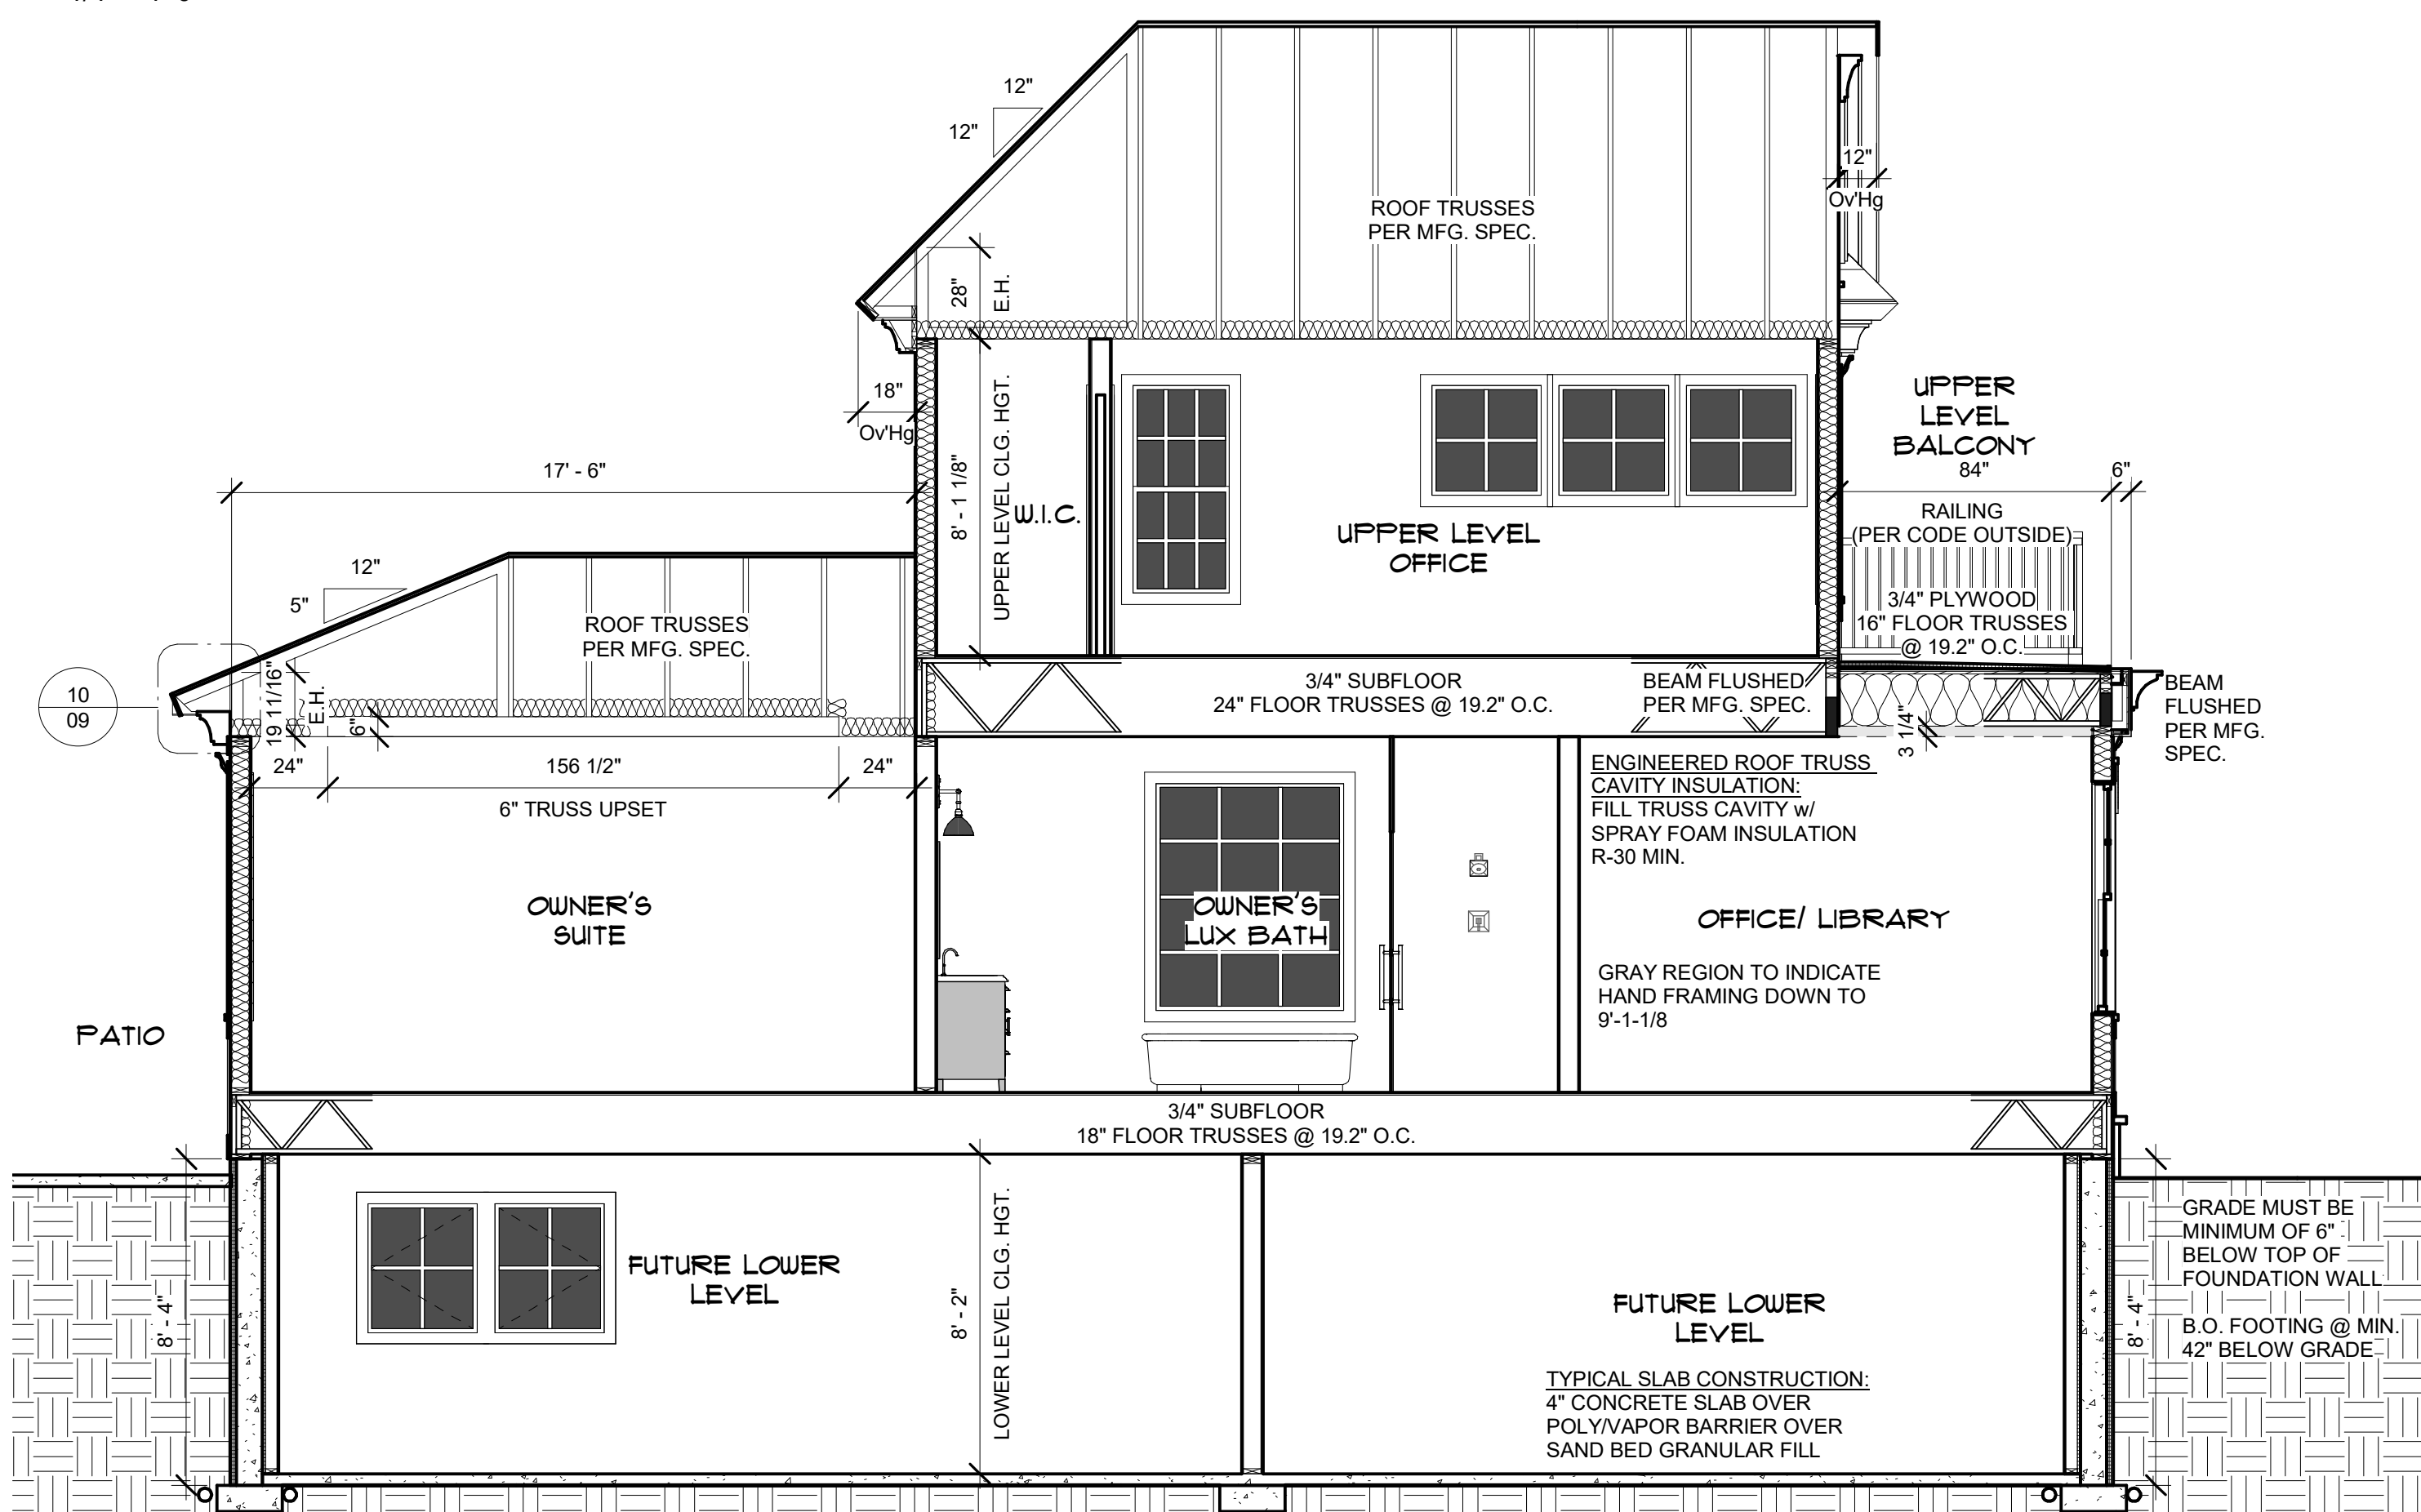 12"
12"
ROOF TRUSSES
PER MFG. SPEC.
12"
Ov'Hg
28"
E.H.
18"
Ov'Hg
UPPER
LEVEL
BALCONY
84"
6"
17' - 6"
8' - 1 1/8"
UPPER LEVEL CLG. HGT.
W.I.C.
UPPER LEVEL
OFFICE
RAILING
(PER CODE OUTSIDE)
3/4" PLYWOOD
16" FLOOR TRUSSES
@ 19.2" O.C.
12"
5"
ROOF TRUSSES
PER MFG. SPEC.
10
09
19 11/16"
E.H.
6"
3/4" SUBFLOOR
24" FLOOR TRUSSES @ 19.2" O.C.
BEAM FLUSHED
PER MFG. SPEC.
3 1/4"
BEAM
FLUSHED
PER MFG.
SPEC.
24"
156 1/2"
24"
6" TRUSS UPSET
ENGINEERED ROOF TRUSS
CAVITY INSULATION:
FILL TRUSS CAVITY w/
SPRAY FOAM INSULATION
R-30 MIN.
OWNER'S
SUITE
OWNER'S
LUX BATH
OFFICE/ LIBRARY
GRAY REGION TO INDICATE
HAND FRAMING DOWN TO
9'-1-1/8
PATIO
3/4" SUBFLOOR
18" FLOOR TRUSSES @ 19.2" O.C.
8' - 4"
FUTURE LOWER
LEVEL
8' - 2"
LOWER LEVEL CLG. HGT.
FUTURE LOWER
LEVEL
TYPICAL SLAB CONSTRUCTION:
4" CONCRETE SLAB OVER
POLY/VAPOR BARRIER OVER
SAND BED GRANULAR FILL
8' - 4"
GRADE MUST BE
MINIMUM OF 6"
BELOW TOP OF
FOUNDATION WALL
B.O. FOOTING @ MIN.
42" BELOW GRADE